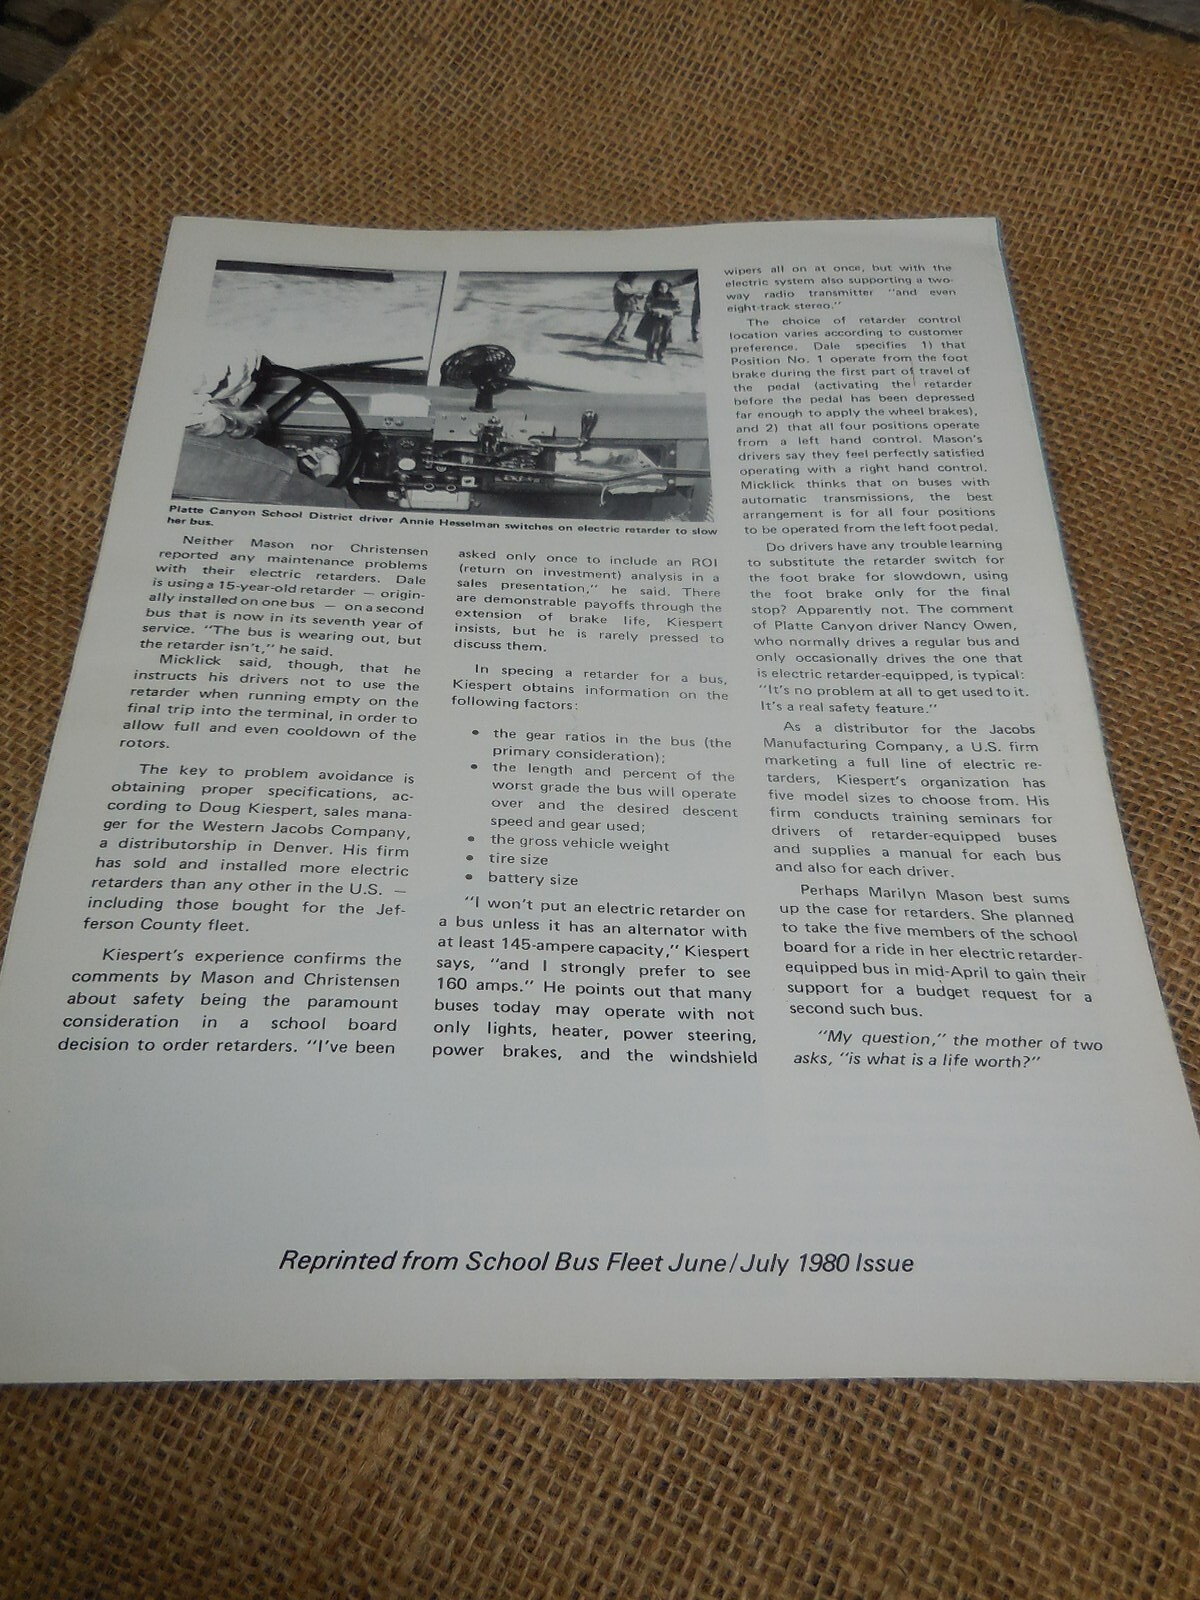 Platte Canyon School District driver Annie Hesselman switches on electric retarder to slow
her bus.
Neither Mason nor Christensen
reported any maintenance problems
with their electric retarders. Dale
is using a 15-year-old retarder — origin-
ally installed on one bus — on a second
bus that is now in its seventh year of
service. "The bus is wearing out, but
the retarder isn't," he said.
Micklick said, though, that he
instructs his drivers not to use the
retarder when running empty on the
final trip into the terminal, in order to
allow full and even cooldown of the
rotors.
The key to problem avoidance is
obtaining proper specifications, ac-
cording to Doug Kiespert, sales mana-
ger for the Western Jacobs Company,
a distributorship in Denver. His firm
has sold and installed more electric
retarders than any other in the U.S. —
including those bought for the Jef-
ferson County fleet.
Kiespert's experience confirms the
comments by Mason and Christensen
about safety being the paramount
consideration in a school board
decision to order retarders. "I've been
asked only once to include an ROI
(return on investment) analysis in a
sales presentation," he said. There
are demonstrable payoffs through the
extension of brake life, Kiespert
insists, but he is rarely pressed to
discuss them.
In specing a retarder for a bus,
Kiespert obtains information on the
following factors:
• the gear ratios in the bus (the
primary consideration);
• the length and percent of the
worst grade the bus will operate
over and the desired descent
speed and gear used;
• the gross vehicle weight
• tire size
• battery size
"I won't put an electric retarder on
a bus unless it has an alternator with
at least 145-ampere capacity," Kiespert
says, "and I strongly prefer to see
160 amps." He points out that many
buses today may operate with not
only lights, heater, power steering,
power brakes, and the windshield
wipers all on at once, but with the
electric system also supporting a two-
way radio transmitter "and even
eight-track stereo."
The choice of retarder control
location varies according to customer
preference. Dale specifies 1) that
Position No. 1 operate from the foot
brake during the first part of travel of
the pedal (activating the retarder
before the pedal has been depressed
far enough to apply the wheel brakes),
and 2) that all four positions operate
from a left hand control. Mason's
drivers say they feel perfectly satisfied
operating with a right hand control.
Micklick thinks that on buses with
automatic transmissions, the best
arrangement is for all four positions
to be operated from the left foot pedal.
Do drivers have any trouble learning
to substitute the retarder switch for
the foot brake for slowdown, using
the foot brake only for the final
stop? Apparently not. The comment
of Platte Canyon driver Nancy Owen,
who normally drives a regular bus and
only occasionally drives the one that
is electric retarder-equipped, is typical:
"It's no problem at all to get used to it.
It's a real safety feature."
As a distributor for the Jacobs
Manufacturing Company, a U.S. firm
marketing a full line of electric re-
tarders, Kiespert's organization has
five model sizes to choose from. His
firm conducts training seminars for
drivers of retarder-equipped buses
and supplies a manual for each bus
and also for each driver.
Perhaps Marilyn Mason best sums
up the case for retarders. She planned
to take the five members of the school
board for a ride in her electric retarder-
equipped bus in mid-April to gain their
support for a budget request for a
second such bus.
"My question," the mother of two
asks, "is what is a life worth?"
Reprinted from School Bus Fleet June/July 1980 Issue